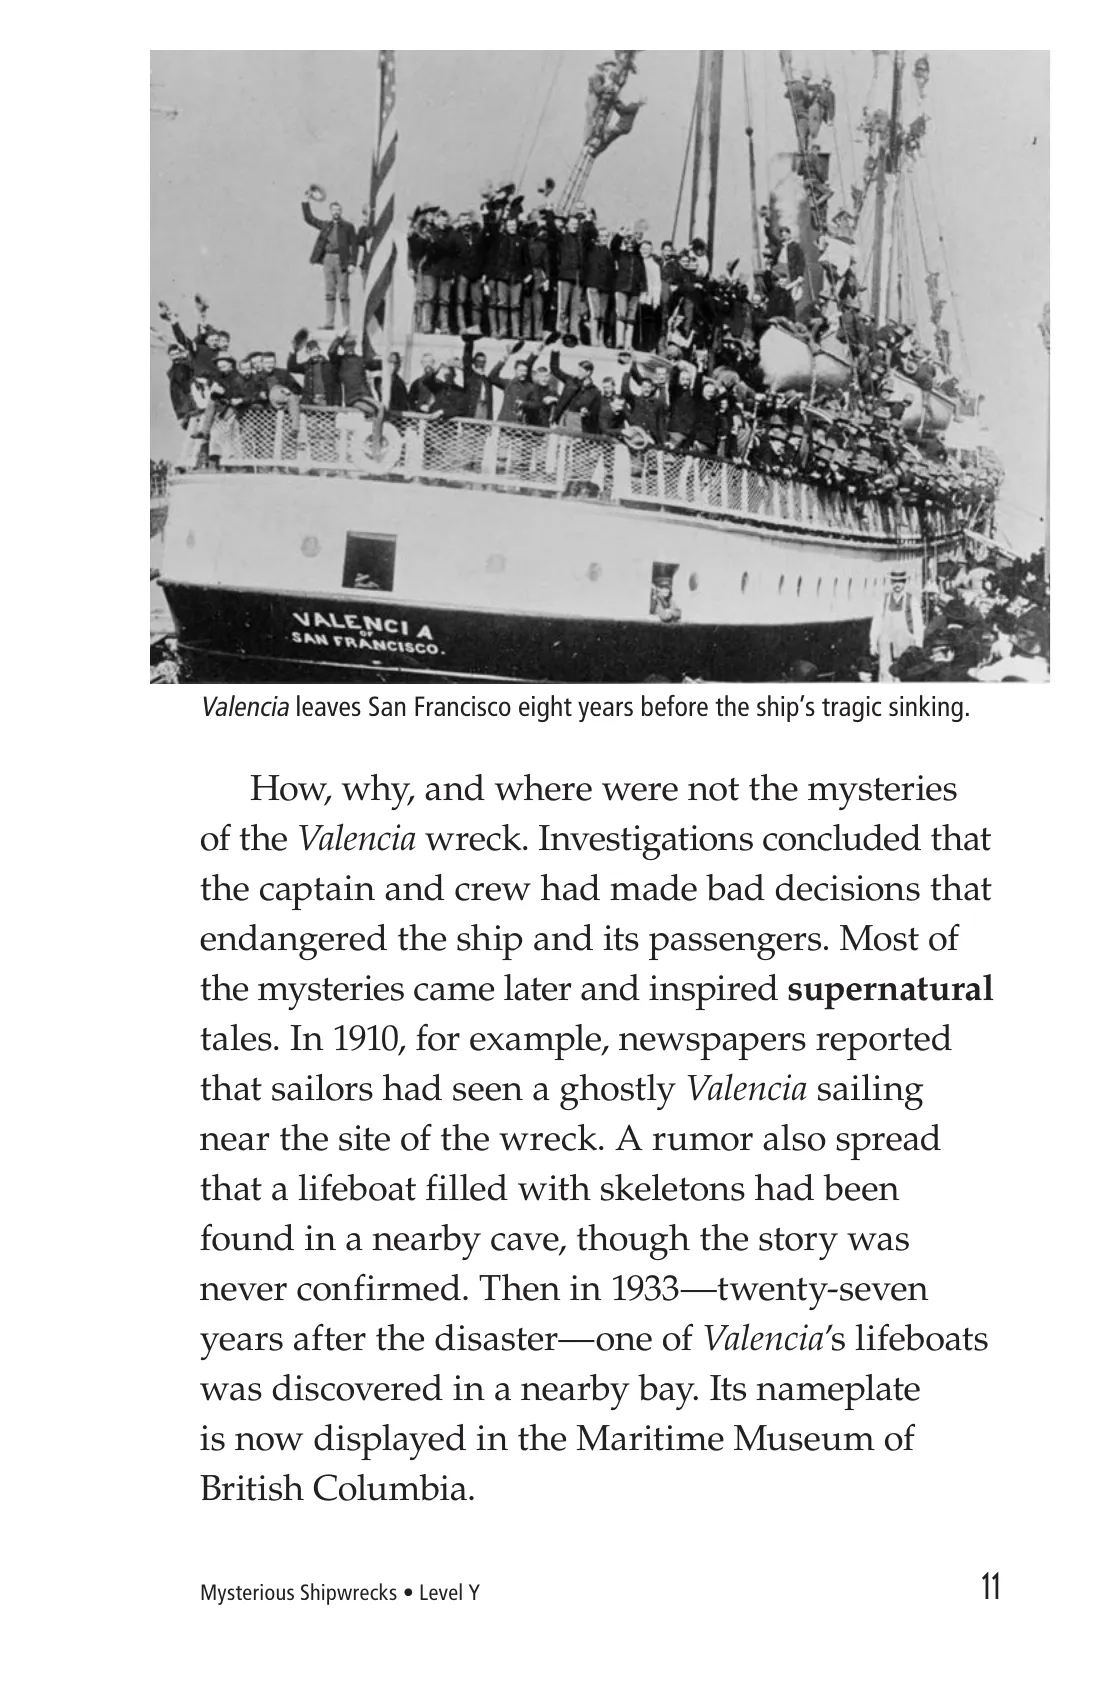 VALENCIA
OF
SAN FRANCISCO.
Valencia leaves San Francisco eight years before the ship’s tragic sinking.
How, why, and where were not the mysteries
of the Valencia wreck. Investigations concluded that
the captain and crew had made bad decisions that
endangered the ship and its passengers. Most of
the mysteries came later and inspired supernatural
tales. In 1910, for example, newspapers reported
that sailors had seen a ghostly Valencia sailing
near the site of the wreck. A rumor also spread
that a lifeboat filled with skeletons had been
found in a nearby cave, though the story was
never confirmed. Then in 1933—twenty-seven
years after the disaster—one of Valencia’s lifeboats
was discovered in a nearby bay. Its nameplate
is now displayed in the Maritime Museum of
British Columbia.
Mysterious Shipwrecks • Level Y
11